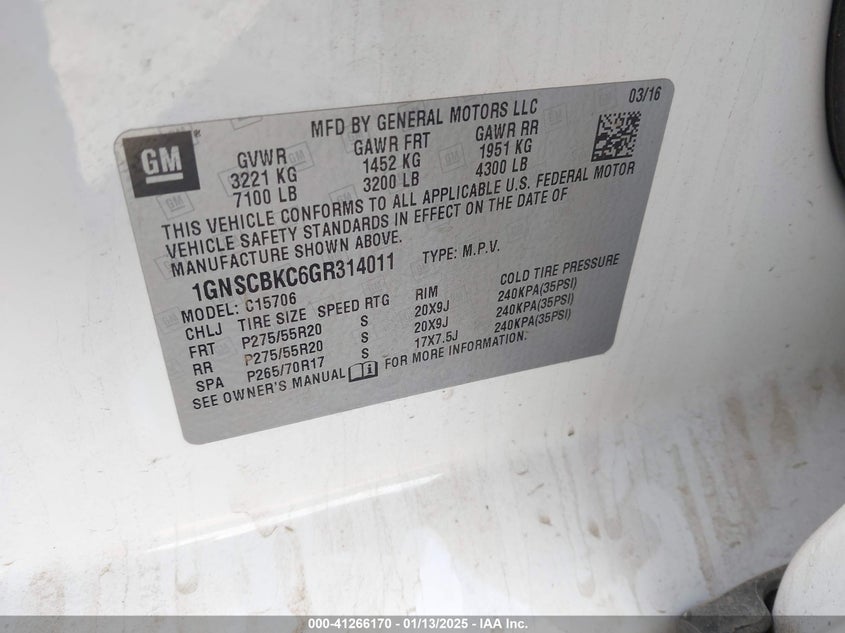 GM
MFD BY GENERAL MOTORS LLC 03/16
GVWR GAWR FRT GAWR RR
3221 KG 1452 KG 1951 KG
7100 LB 3200 LB 4300 LB
THIS VEHICLE CONFORMS TO ALL APPLICABLE U.S. FEDERAL MOTOR
VEHICLE SAFETY STANDARDS IN EFFECT ON THE DATE OF
MANUFACTURE SHOWN ABOVE.
1GNSCBKC6GR314011 TYPE: M.P.V.
MODEL: C15706
CHLJ TIRE SIZE SPEED RTG RIM COLD TIRE PRESSURE
FRT P275/55R20 S 20X9J 240KPA(35PSI)
RR P275/55R20 S 20X9J 240KPA(35PSI)
SPA P265/70R17 S 17X7.5J 240KPA(35PSI)
SEE OWNER'S MANUAL FOR MORE INFORMATION.
000-41266170 | 01/13/2025 - IAA Inc.